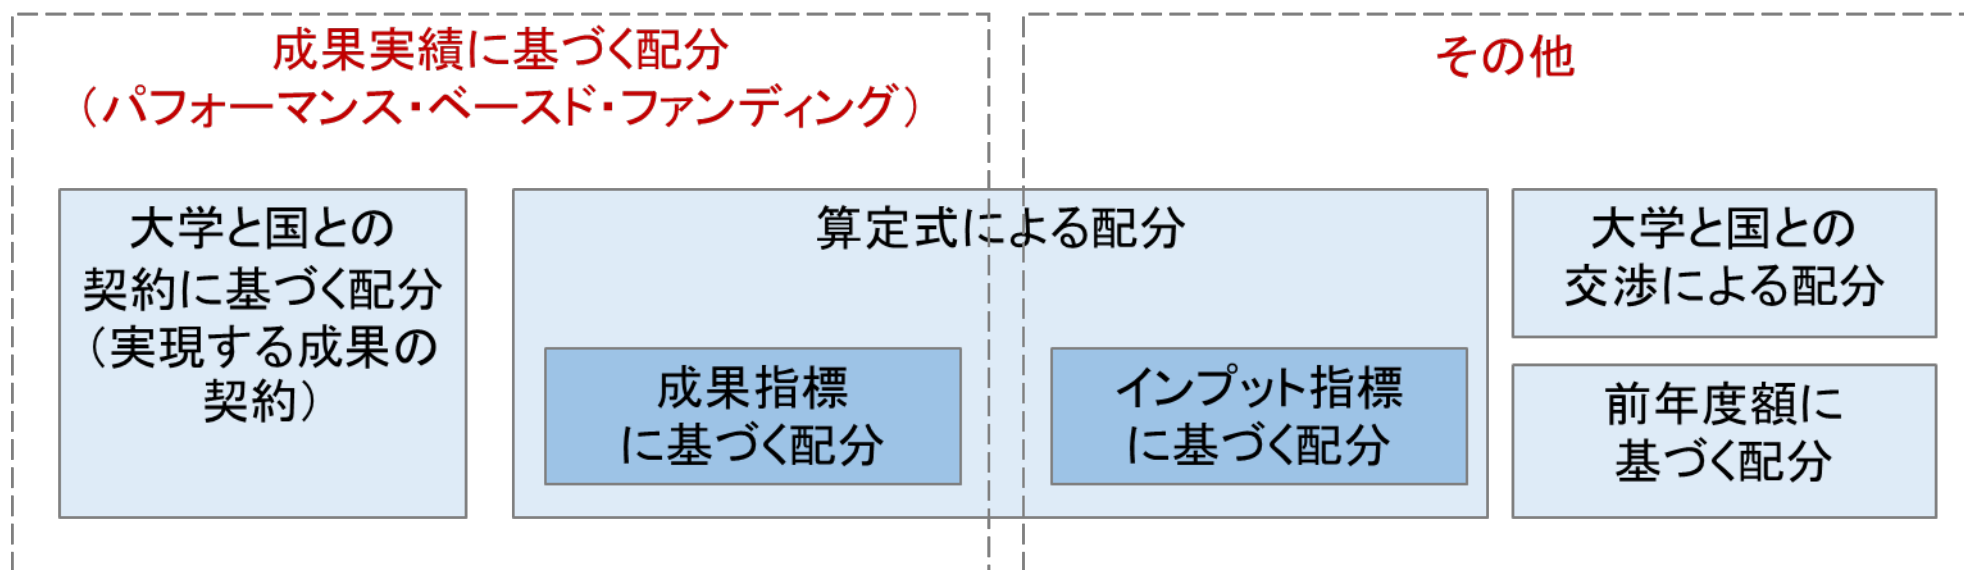 成果実績に基づく配分
（パフォーマンス・ベースド・ファンディング）
その他
大学と国との
契約に基づく配分
（実現する成果の
契約）
算定式による配分
成果指標
に基づく配分
インプット指標
に基づく配分
大学と国との
交渉による配分
前年度額に
基づく配分